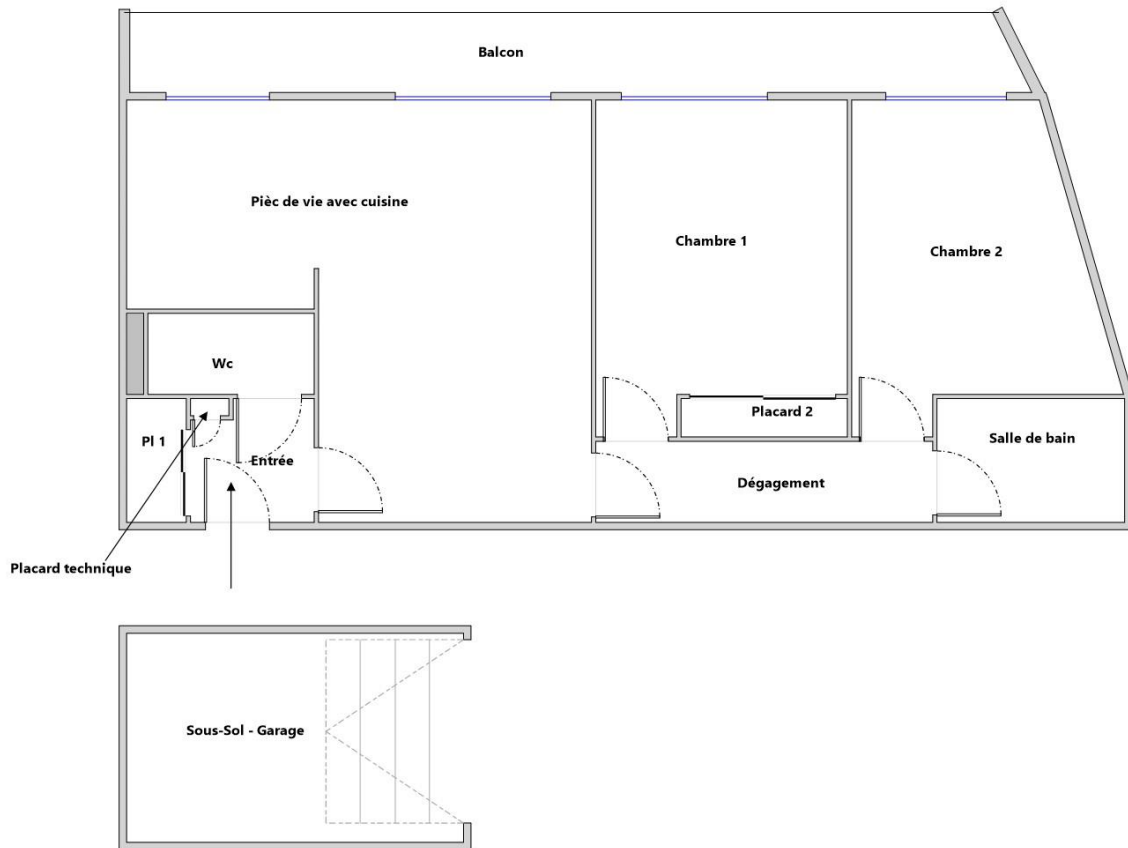 Balcon
Pièc de vie avec cuisine
Chambre 1
Chambre 2
Wc
Placard 2
Pl 1
Salle de bain
Entrée
Dégagement
Placard technique
Sous-Sol - Garage